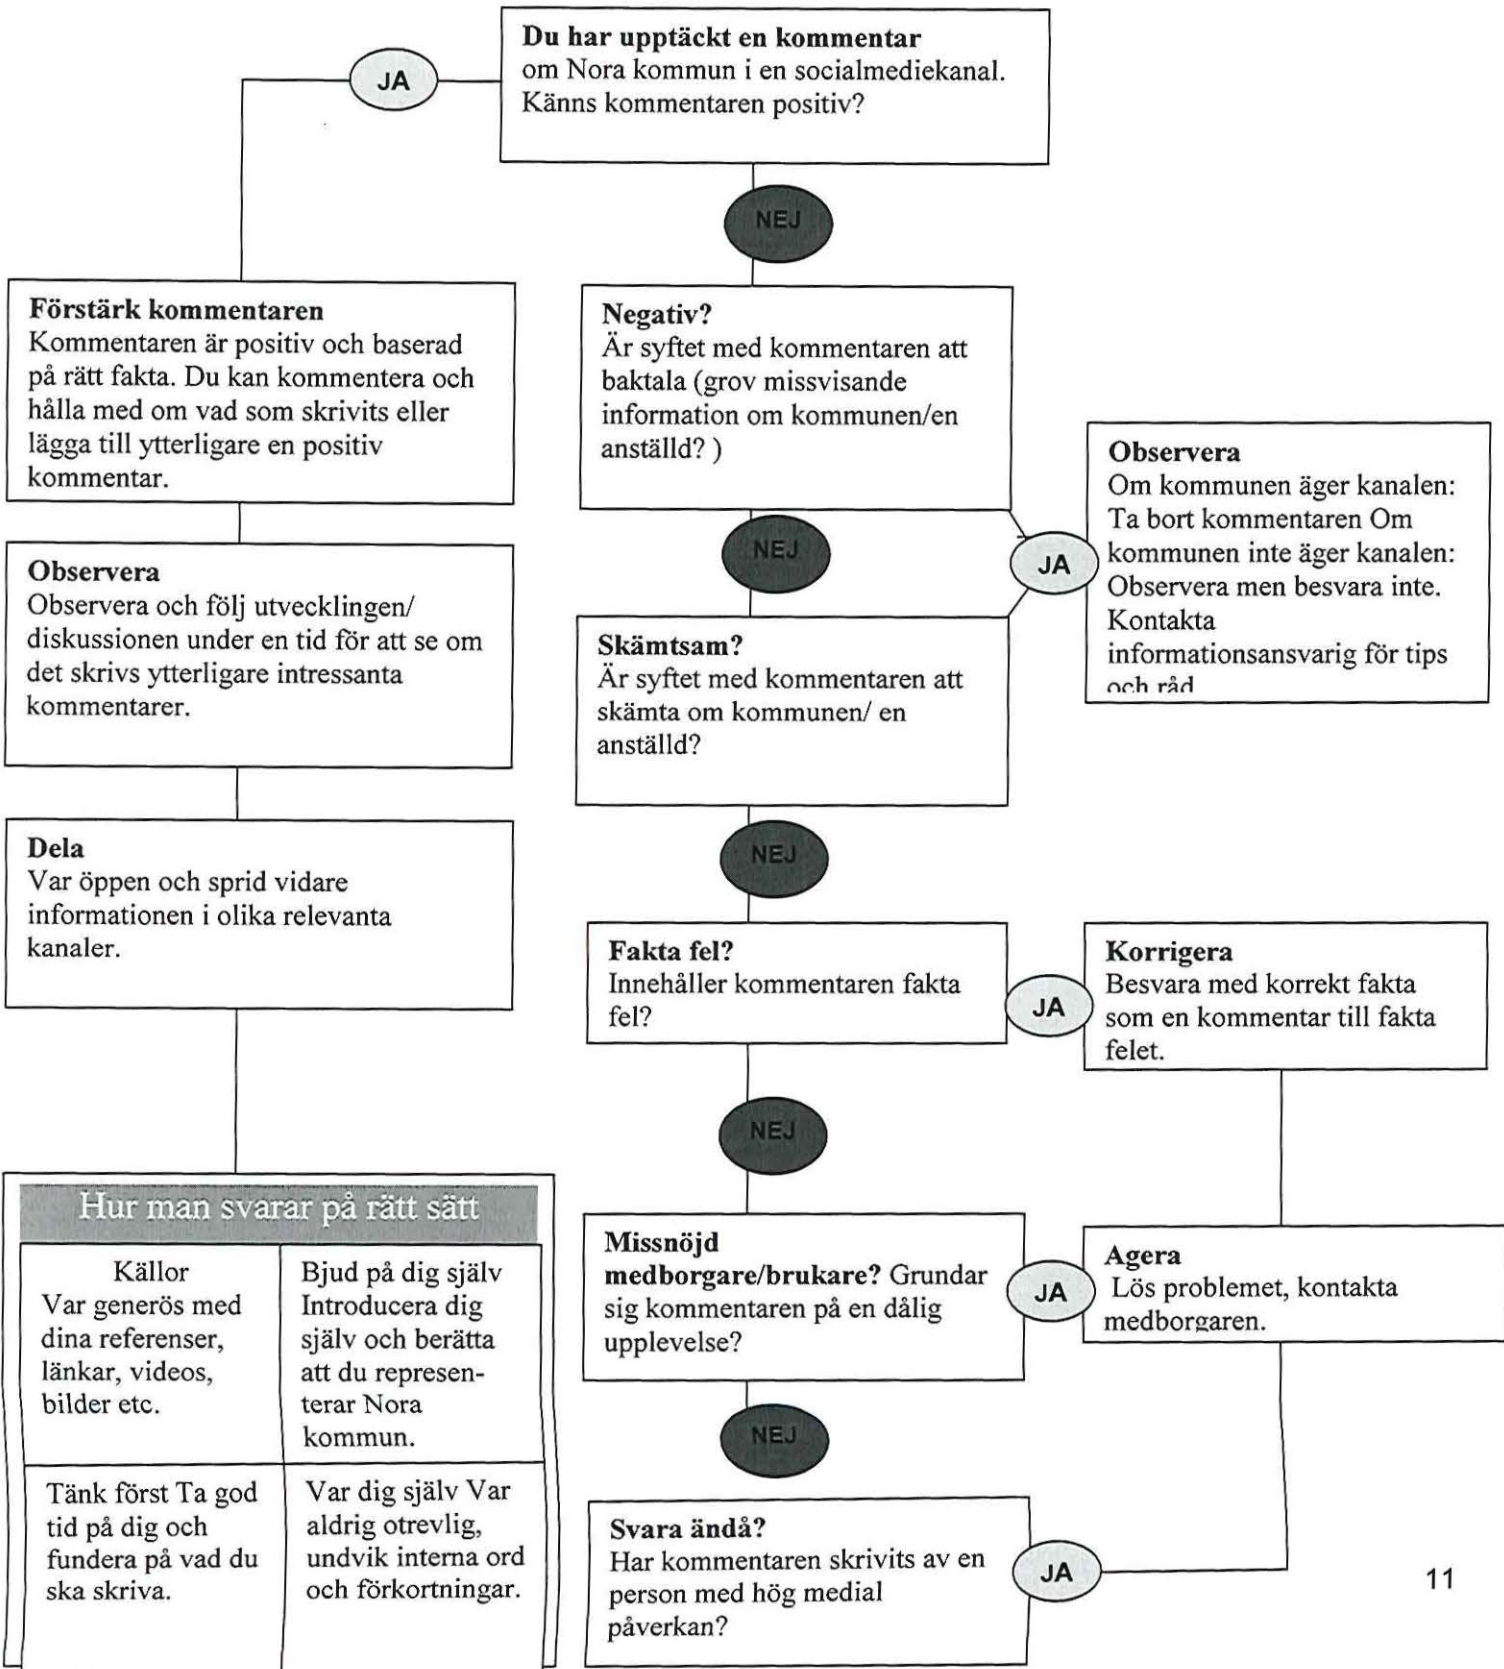 Du har upptäckt en kommentar
om Nora kommun i en socialmediekanal.
Känns kommentaren positiv?
JA
NEJ
Förstärk kommentaren
Kommentaren är positiv och baserad
på rätt fakta. Du kan kommentera och
hålla med om vad som skrivits eller
lägga till ytterligare en positiv
kommentar.
Observera
Observera och följ utvecklingen/
diskussionen under en tid för att se om
det skrivs ytterligare intressanta
kommentarer.
Dela
Var öppen och sprid vidare
informationen i olika relevanta
kanaler.
Negativ?
Är syftet med kommentaren att
baktala (grov missvisande
information om kommunen/en
anställd? )
NEJ
JA
Observera
Om kommunen äger kanalen:
Ta bort kommentaren Om
kommunen inte äger kanalen:
Observera men besvara inte.
Kontakta
informationsansvarig för tips
och råd
Skämtsam?
Är syftet med kommentaren att
skämta om kommunen/ en
anställd?
NEJ
Fakta fel?
Innehåller kommentaren fakta
fel?
JA
Korrigera
Besvara med korrekt fakta
som en kommentar till fakta
felet.
NEJ
Missnöjd
medborgare/brukare? Grundar
sig kommentaren på en dålig
upplevelse?
JA
Agera
Lös problemet, kontakta
medborgaren.
NEJ
Svara ändå?
Har kommentaren skrivits av en
person med hög medial
påverkan?
JA
Hur man svarar på rätt sätt
Källor
Var generös med
dina referenser,
länkar, videos,
bilder etc.
Bjud på dig själv
Introducera dig
själv och berätta
att du represen-
terar Nora
kommun.
Tänk först Ta god
tid på dig och
fundera på vad du
ska skriva.
Var dig själv Var
aldrig otrevlig,
undvik interna ord
och förkortningar.
11